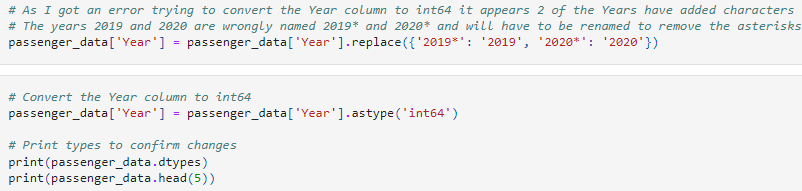 # As I got an error trying to convert the Year column to int64 it appears 2 of the Years have added characters
# The years 2019 and 2020 are wrongly named 2019* and 2020* and will have to be renamed to remove the asterisks
passenger_data['Year'] = passenger_data['Year'].replace({'2019*': '2019', '2020*': '2020'})
# Convert the Year column to int64
passenger_data['Year'] = passenger_data['Year'].astype('int64')
# Print types to confirm changes
print(passenger_data.dtypes)
print(passenger_data.head(5))